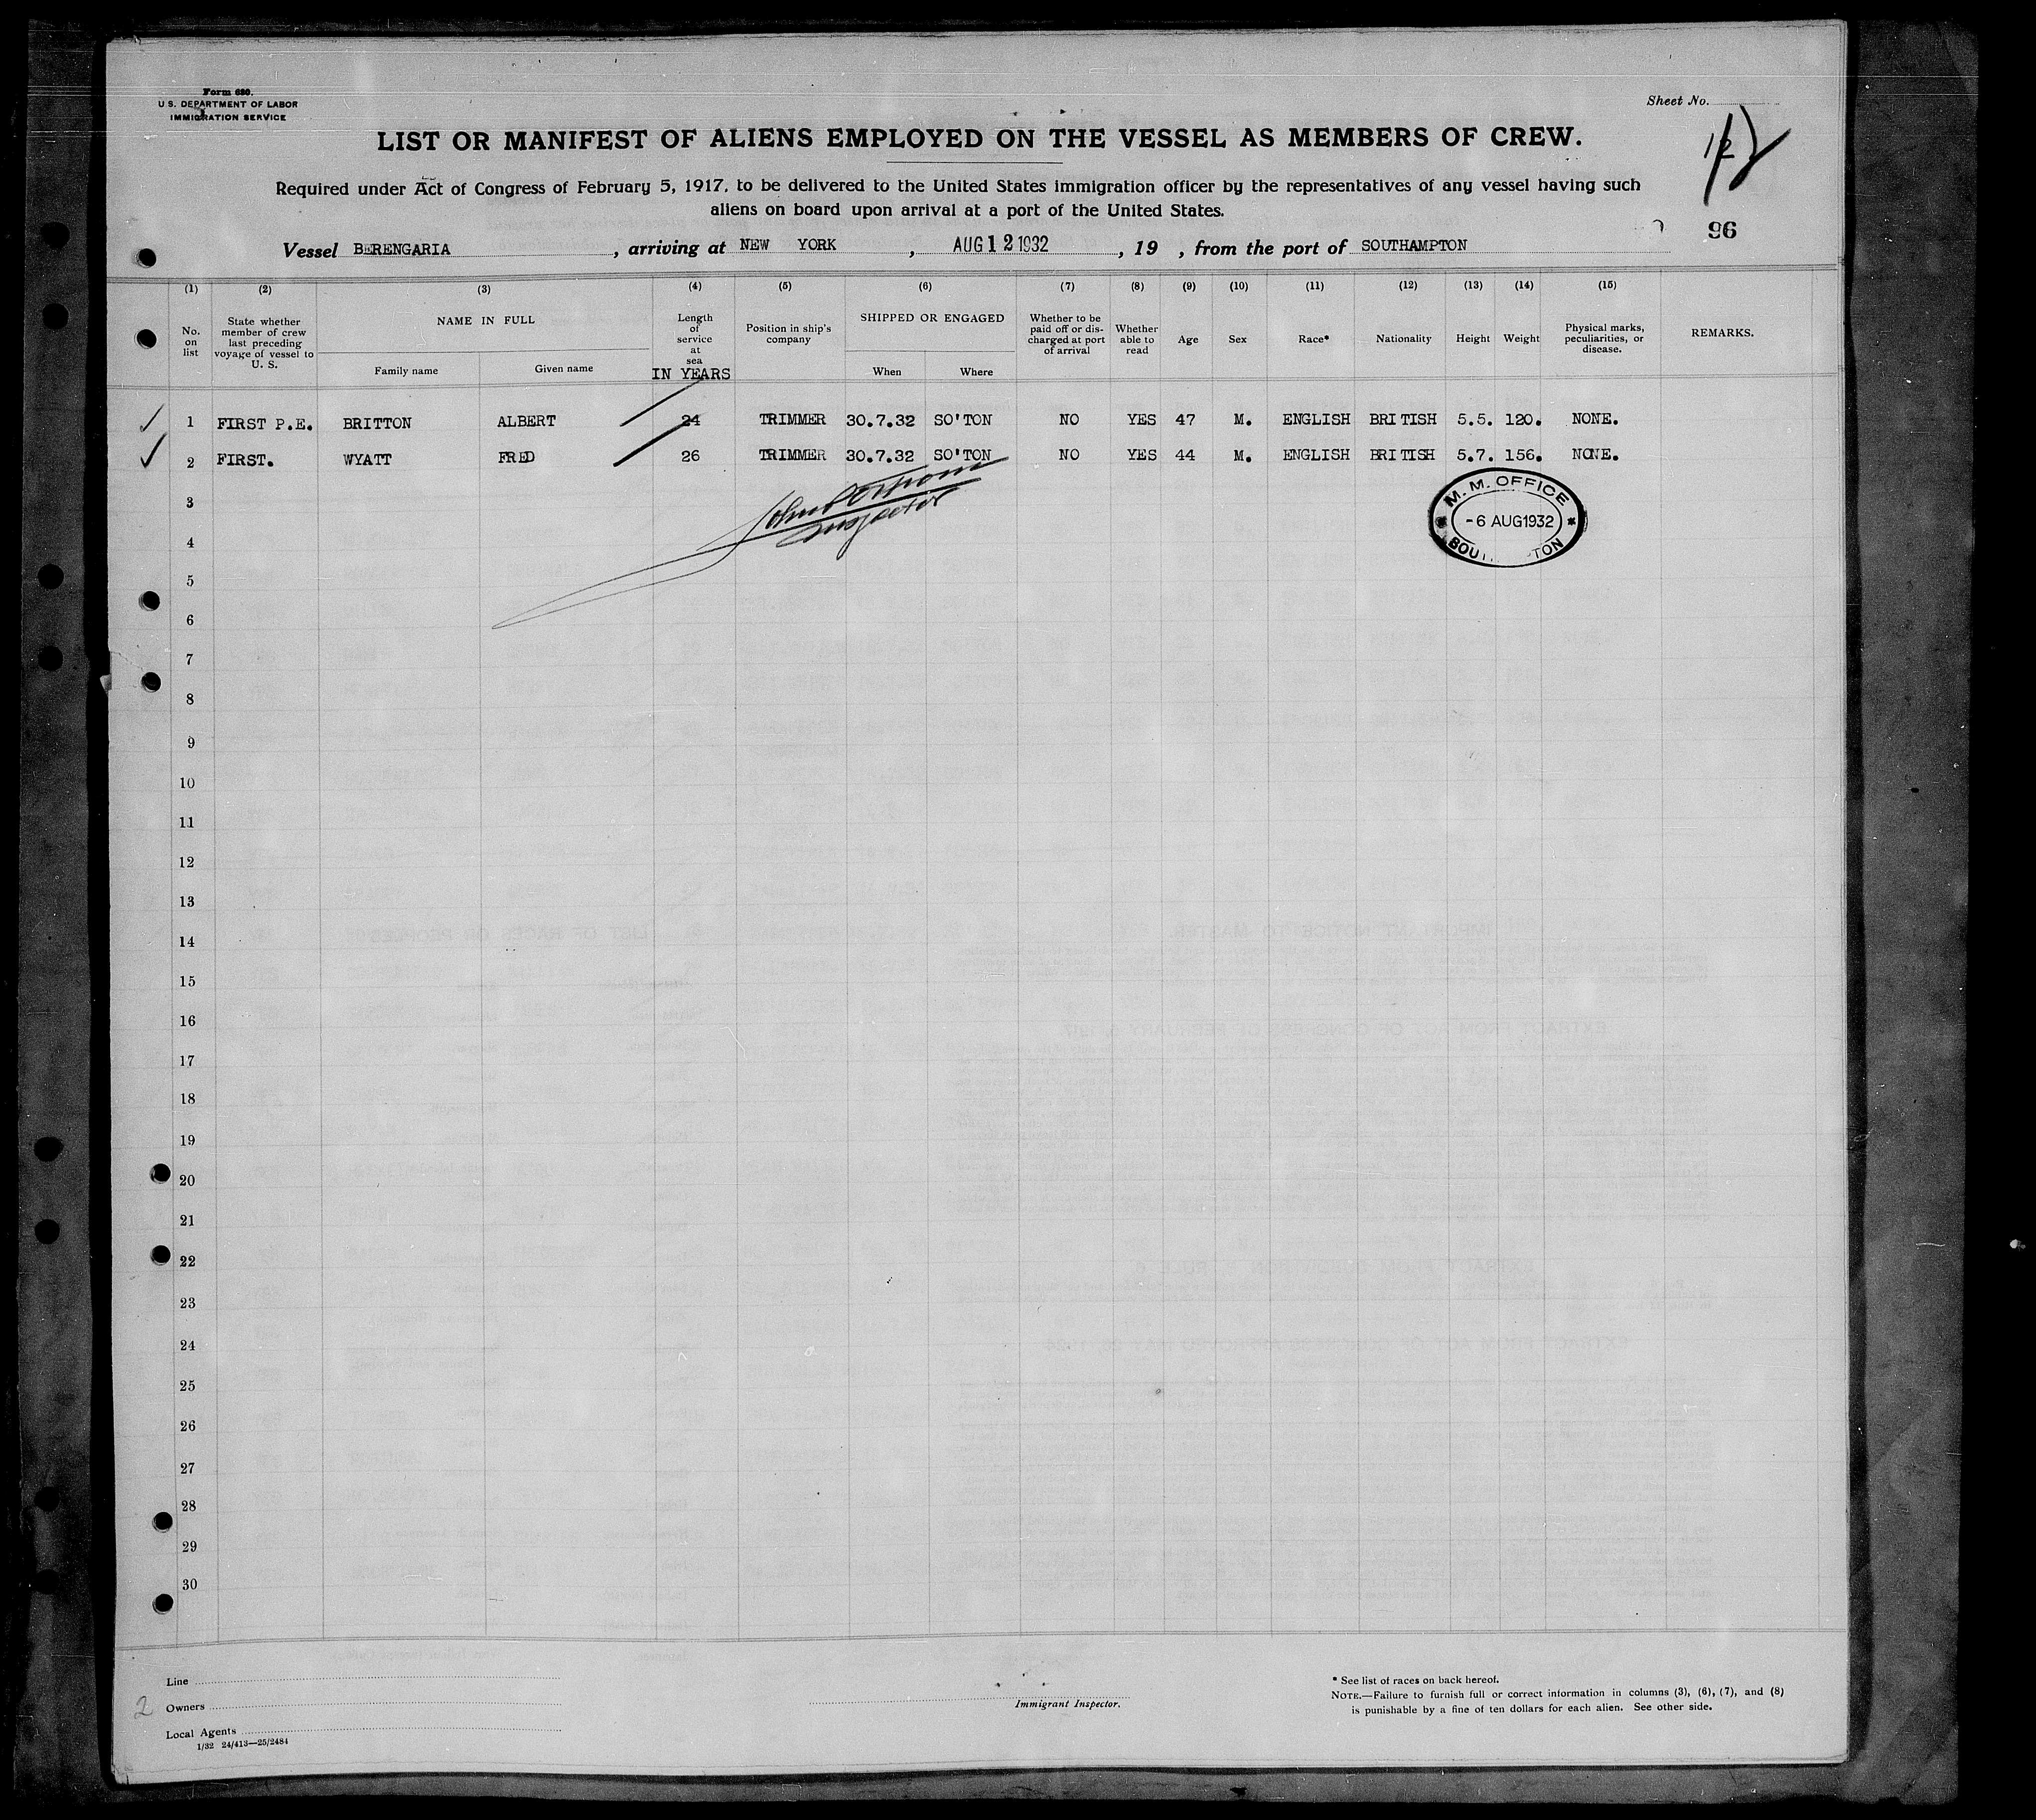 Form 680.
U. S. DEPARTMENT OF LABOR
IMMIGRATION SERVICE
Sheet No.
LIST OR MANIFEST OF ALIENS EMPLOYED ON THE VESSEL AS MEMBERS OF CREW.
Required under Act of Congress of February 5, 1917, to be delivered to the United States immigration officer by the representatives of any vessel having such
aliens on board upon arrival at a port of the United States.
96
Vessel BERENGARIA, arriving at NEW YORK, AUG 12 1932, 19 , from the port of SOUTHAMPTON
(1) (2) (3) (4) (5) (6) (7) (8) (9) (10) (11) (12) (13) (14) (15)
No. on list
State whether member of crew last preceding voyage of vessel to U. S.
NAME IN FULL
Family name
Given name
Length of service at sea
IN YEARS
Position in ship's company
SHIPPED OR ENGAGED
When
Where
Whether to be paid off or discharged at port of arrival
Whether able to read
Age
Sex
Race*
Nationality
Height
Weight
Physical marks, peculiarities, or disease.
REMARKS.
1 FIRST P.E. BRITTON ALBERT 24 TRIMMER 30.7.32 SO'TON NO YES 47 M. ENGLISH BRITISH 5.5. 120. NONE.
2 FIRST. WYATT FRED 26 TRIMMER 30.7.32 SO'TON NO YES 44 M. ENGLISH BRITISH 5.7. 156. NONE.
Inspector
M. M. OFFICE
-6 AUG 1932
3
4
5
6
7
8
9
10
11
12
13
14
15
16
17
18
19
20
21
22
23
24
25
26
27
28
29
30
Line
Owners
Local Agents
1/32 24/413—25/2484
2
Immigrant Inspector.
* See list of races on back hereof.
NOTE.—Failure to furnish full or correct information in columns (3), (6), (7), and (8)
is punishable by a fine of ten dollars for each alien. See other side.